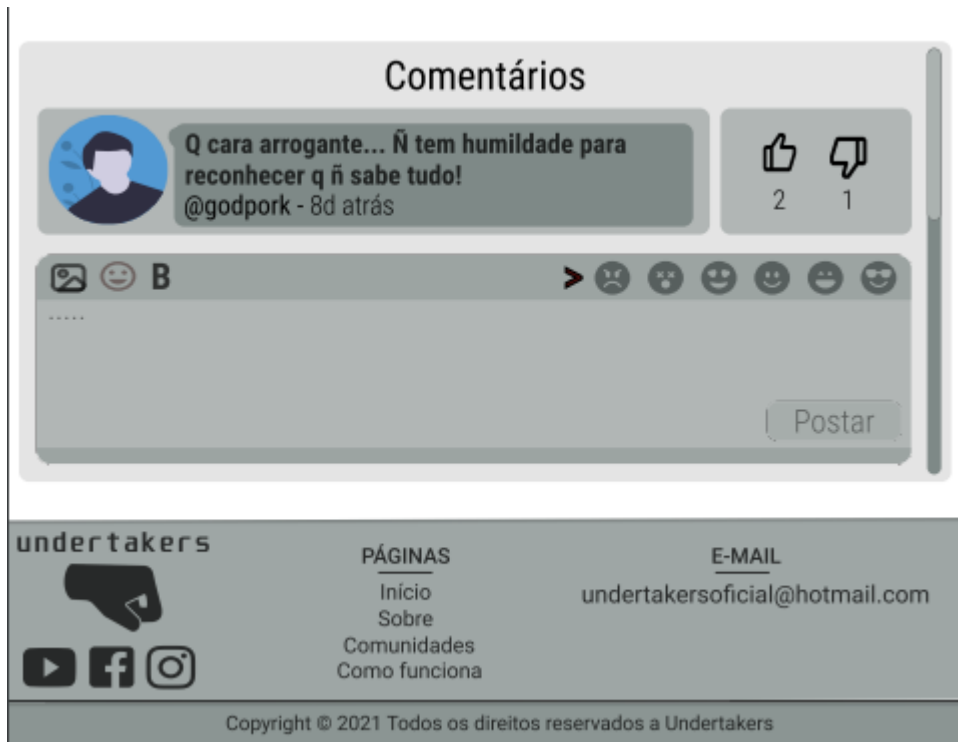 Comentários
Q cara arrogante... Ñ tem humildade para
reconhecer q ñ sabe tudo!
@godpork - 8d atrás
2 1
B >
.....
Postar
undertakers
PÁGINAS
Início
Sobre
Comunidades
Como funciona
E-MAIL
undertakersoficial@hotmail.com
Copyright © 2021 Todos os direitos reservados a Undertakers